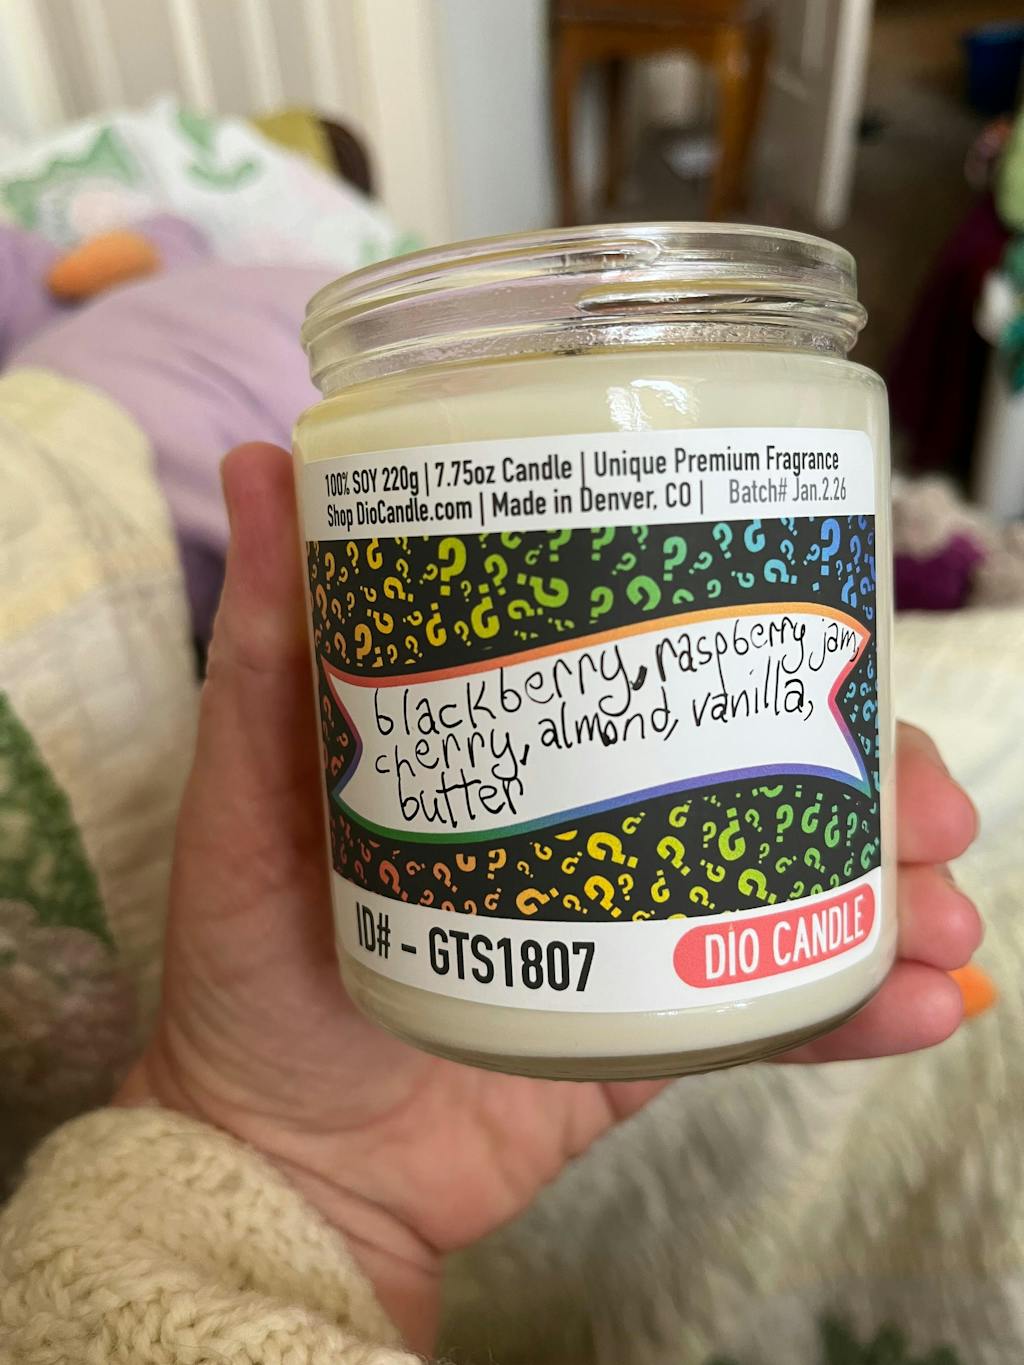 100% SOY 220g | 7.75oz Candle | Unique Premium Fragrance
Shop DioCandle.com | Made in Denver, CO | Batch# Jan.2.26
blackberry, raspberry jam,
cherry, almond, vanilla,
butter
ID# - GTS1807
DIO CANDLE